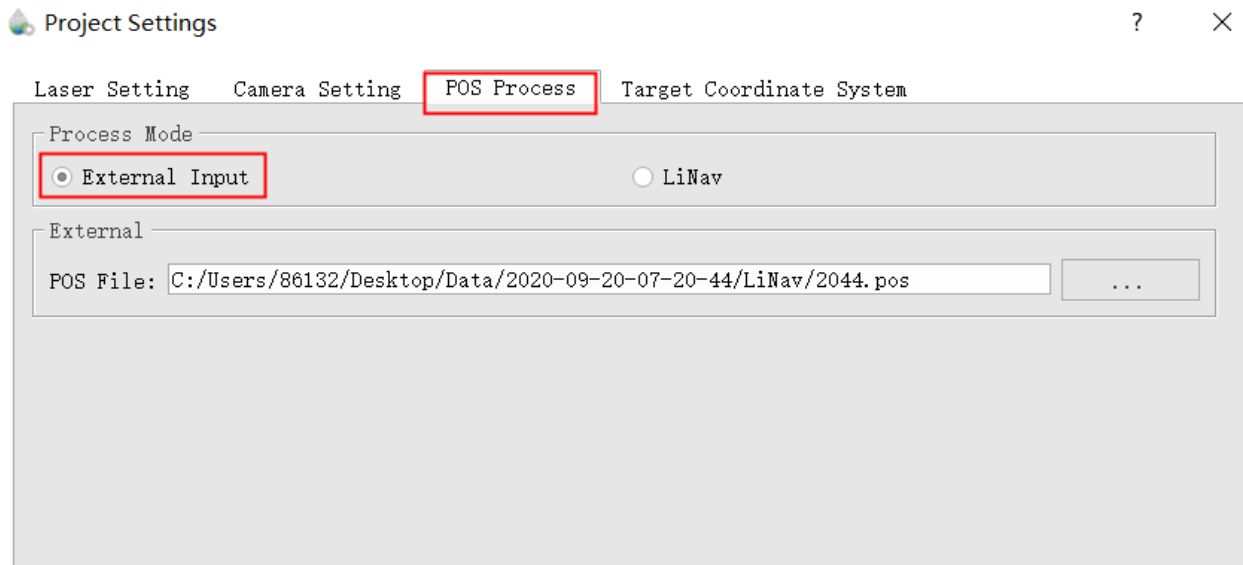 Project Settings
Laser Setting Camera Setting POS Process Target Coordinate System
Process Mode
External Input LiNav
External
POS File: C:/Users/86132/Desktop/Data/2020-09-20-07-20-44/LiNav/2044.pos ...